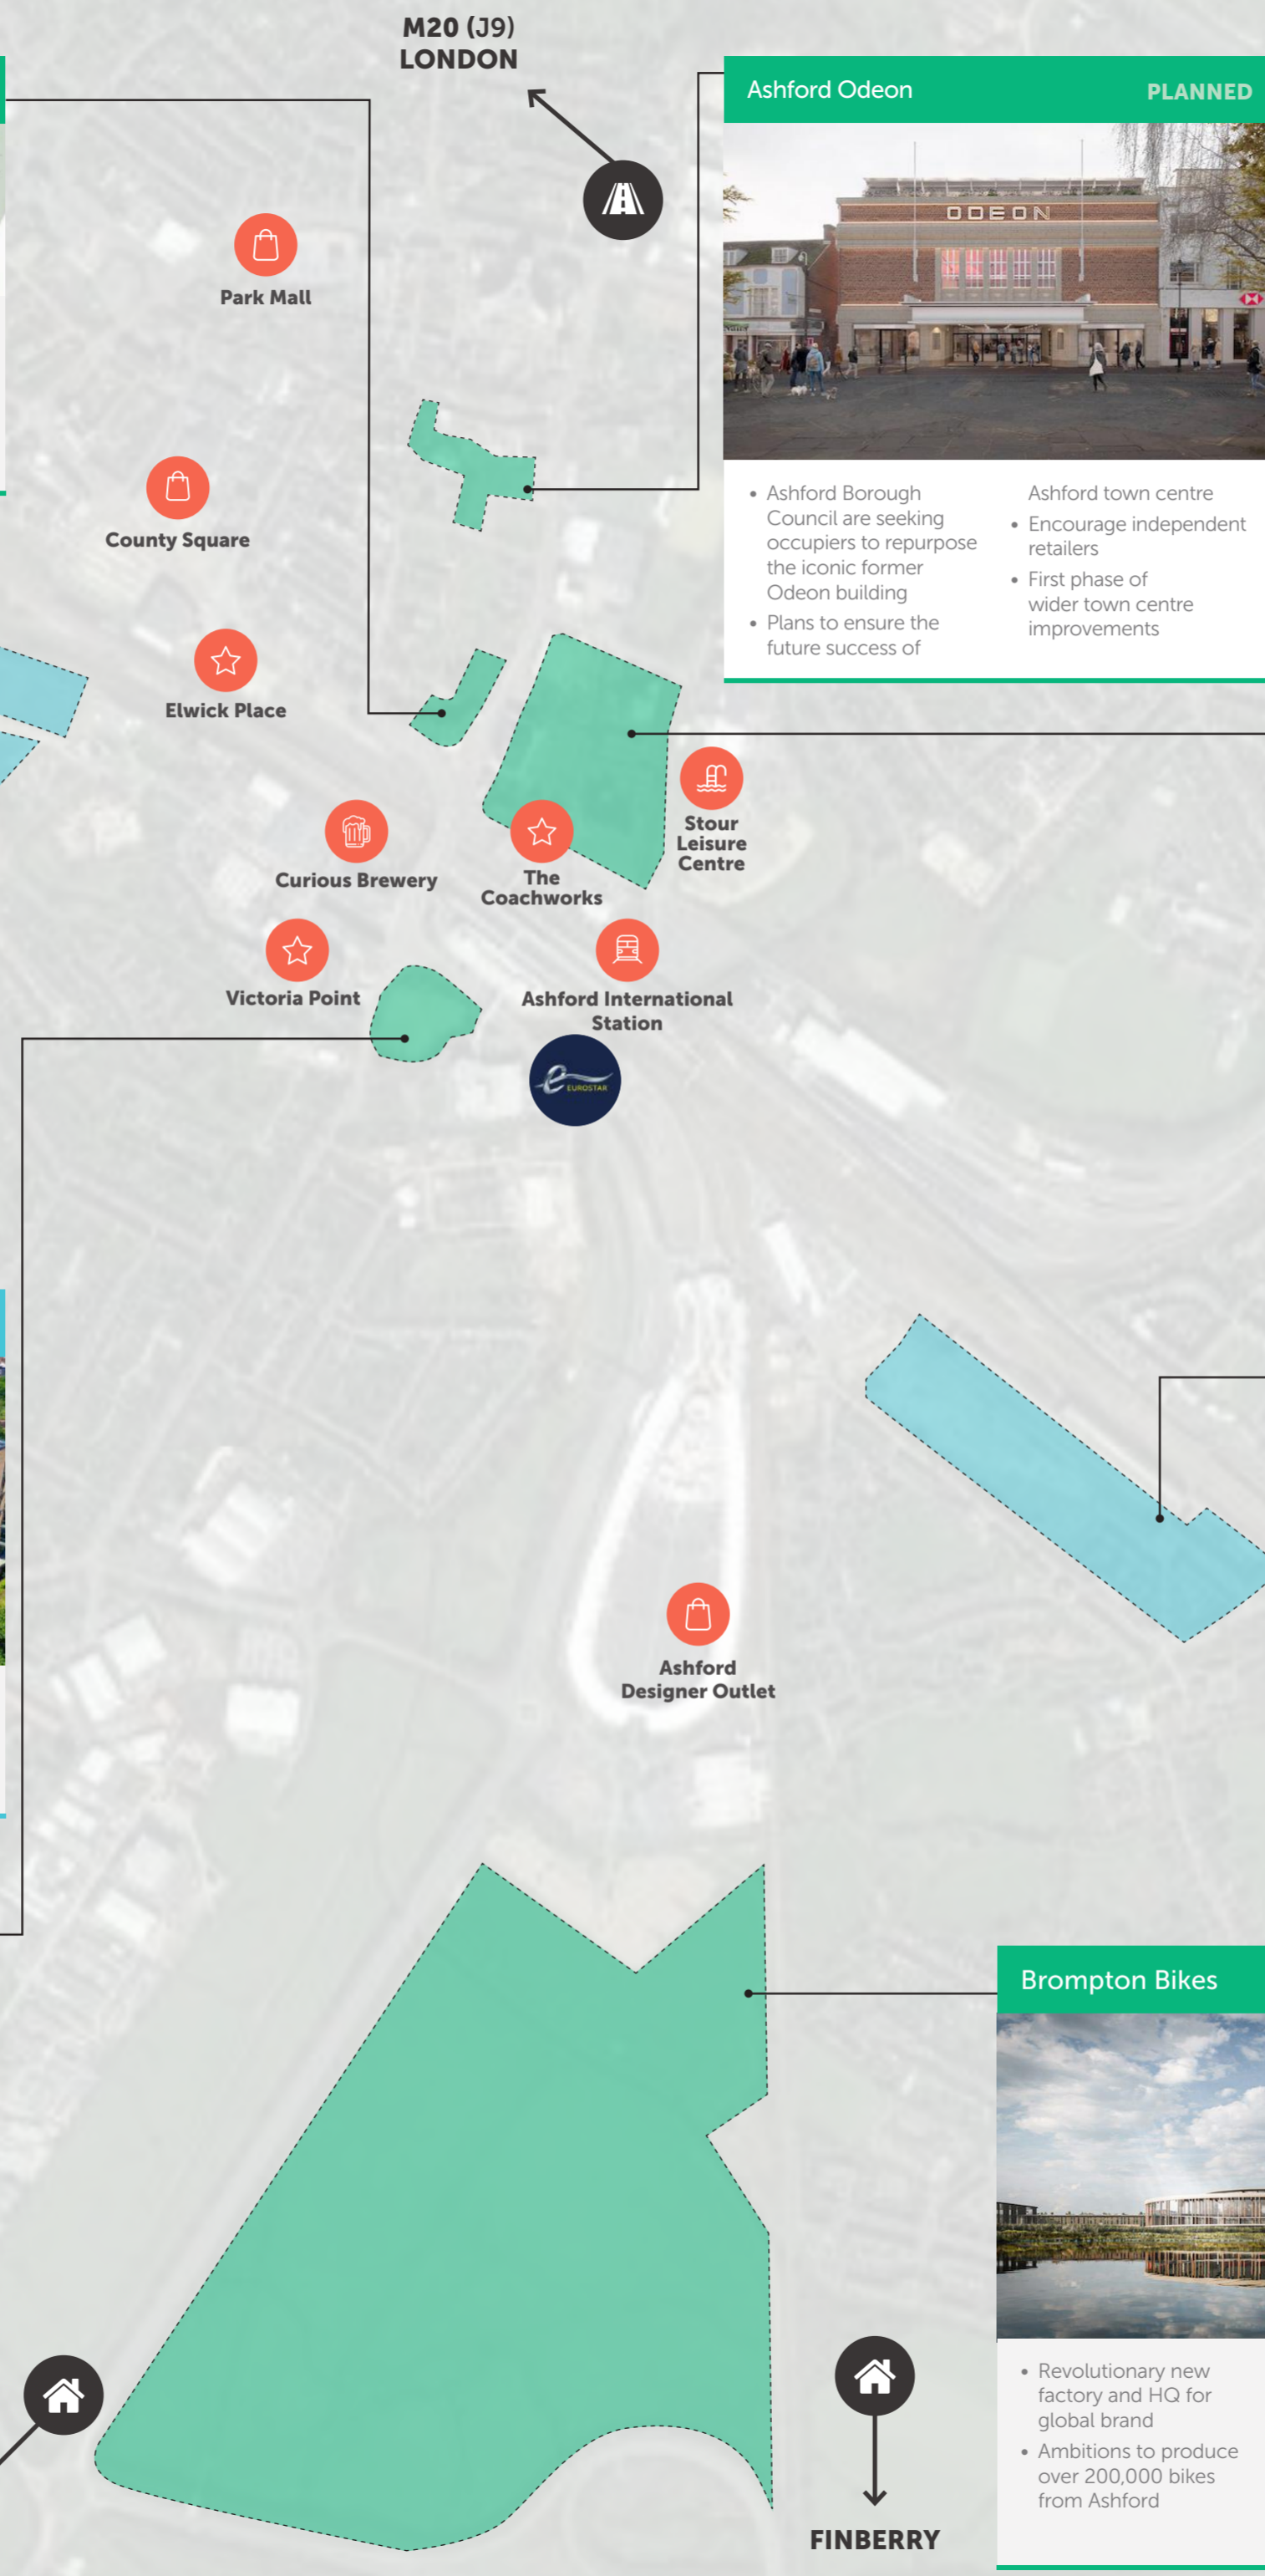 M20 (J9)
LONDON
Ashford Odeon
PLANNED
ODEON
Park Mall
County Square
• Ashford Borough
Council are seeking
occupiers to repurpose
the iconic former
Odeon building
• Plans to ensure the
future success of
Ashford town centre
• Encourage independent
retailers
• First phase of
wider town centre
improvements
Elwick Place
Stour
Leisure
Centre
Curious Brewery
The
Coachworks
Victoria Point
Ashford International
Station
EUROSTAR
Ashford
Designer Outlet
Brompton Bikes
• Revolutionary new
factory and HQ for
global brand
• Ambitions to produce
over 200,000 bikes
from Ashford
FINBERRY